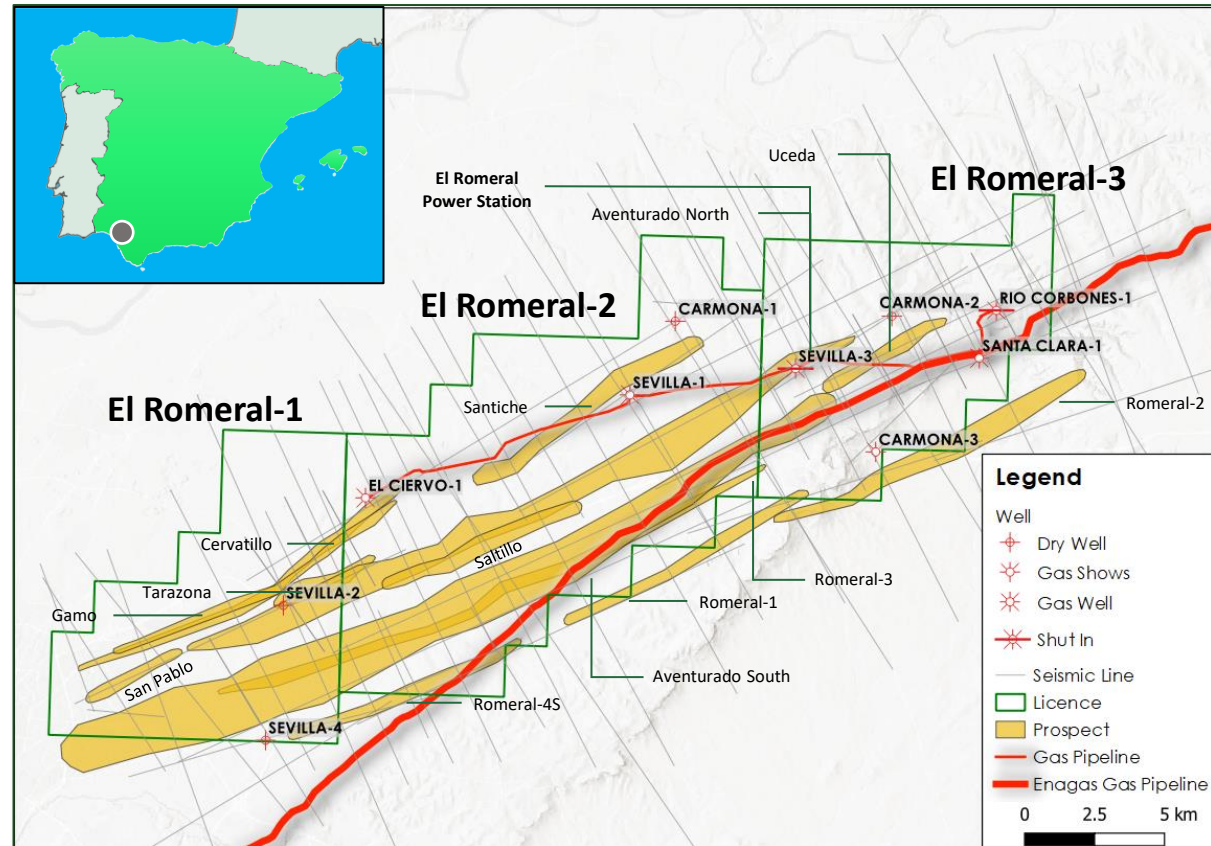 Uceda
El Romeral
Power Station
El Romeral-3
Aventurado North
El Romeral-2
CARMONA-1
CARMONA-2
RIO CORBONES-1
SANTA CLARA-1
SEVILLA-3
SEVILLA-1
El Romeral-1
Santiche
Romeral-2
CARMONA-3
EL CIERVO-1
Cervatillo
Saltillo
Romeral-3
Tarazona
SEVILLA-2
Gamo
Romeral-1
San Pablo
Aventurado South
Romeral-4S
SEVILLA-4
Legend
Well
Dry Well
Gas Shows
Gas Well
Shut In
Seismic Line
Licence
Prospect
Gas Pipeline
Enagas Gas Pipeline
0 2.5 5 km